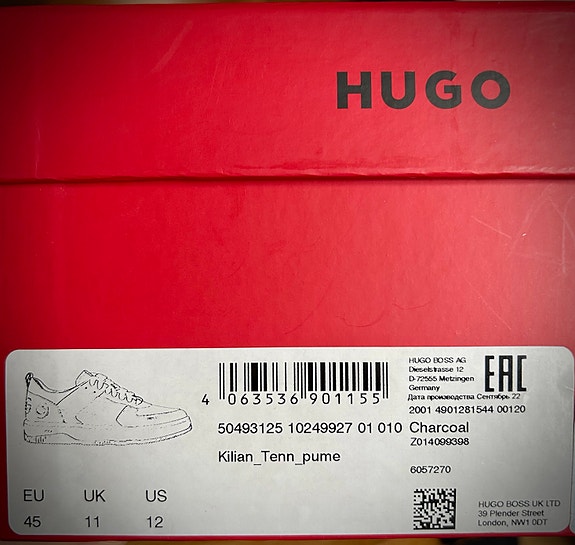 HUGO
4 063536 901155
HUGO BOSS AG
Dieselstrasse 12
D-72555 Metzingen
Germany
EAC
Дата производства Сентябрь 22
2001 4901281544 00120
50493125 10249927 01 010 Charcoal
Z014099398
Kilian_Tenn_pume
6057270
EU UK US
45 11 12
HUGO BOSS UK LTD
39 Plender Street
London, NW1 0DT